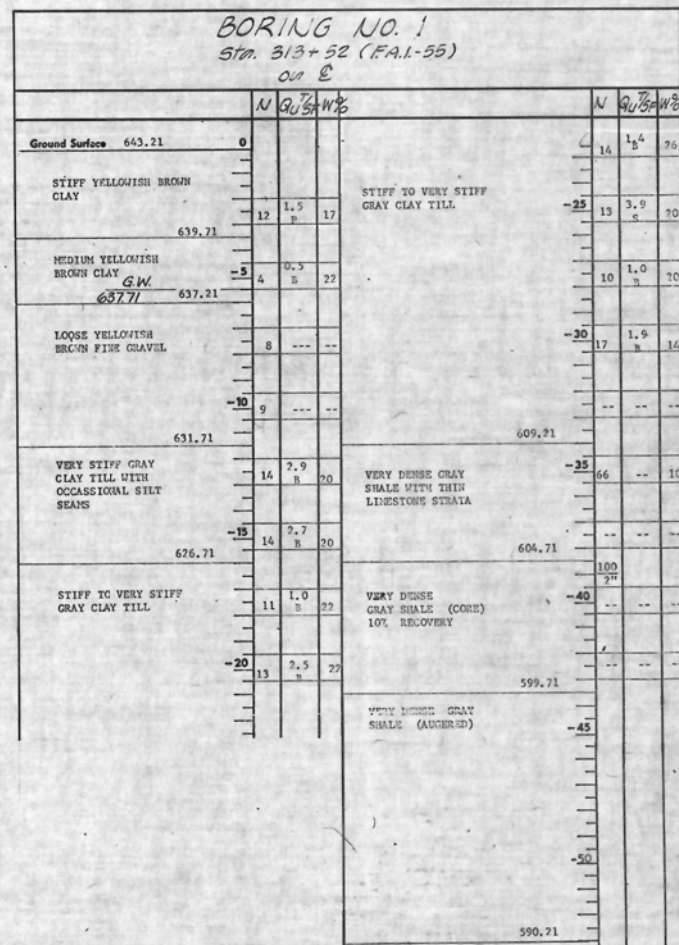 BORING NO. 1
Sta. 313+52 (F.A.I.-55)
on ℄
N Qu T/SF W%
Ground Surface 643.21 0
STIFF YELLOWISH BROWN
CLAY
12 1.5 P 17
639.71
MEDIUM YELLOWISH
BROWN CLAY
-5
4 0.5 B 22
G.W.
637.71 637.21
LOOSE YELLOWISH
BROWN FINE GRAVEL
8 --- --
-10
9 --- --
631.71
VERY STIFF GRAY
CLAY TILL WITH
OCCASSIONAL SILT
SEAMS
14 2.9 B 20
-15
14 2.7 B 20
626.71
STIFF TO VERY STIFF
GRAY CLAY TILL
11 1.0 B 22
-20
13 2.5 B 22
N Qu T/SF W%
14 1.4 B 26
STIFF TO VERY STIFF
GRAY CLAY TILL
-25
13 3.9 S 20
10 1.0 B 20
-30
17 1.9 B 14
-- -- --
609.21
-35
VERY DENSE GRAY
SHALE WITH THIN
LIMESTONE STRATA
66 -- 10
-- -- --
604.71
100
2"
-40
VERY DENSE
GRAY SHALE (CORE)
10% RECOVERY
-- -- --
-- -- --
599.71
VERY DENSE GRAY
SHALE (AUGERED)
-45
-50
590.21